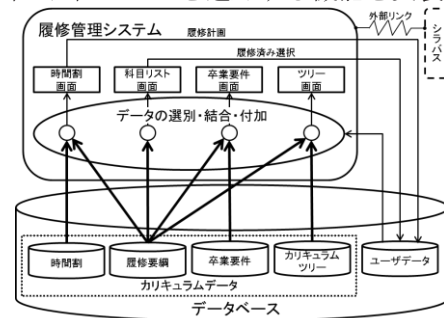 履修管理システム
外部リンク
シラバス
履修計画
履修済み選択
時間割
画面
科目リスト
画面
卒業要件
画面
ツリー
画面
データの選別・結合・付加
時間割
履修要綱
卒業要件
カリキュラム
ツリー
ユーザデータ
カリキュラムデータ
データベース